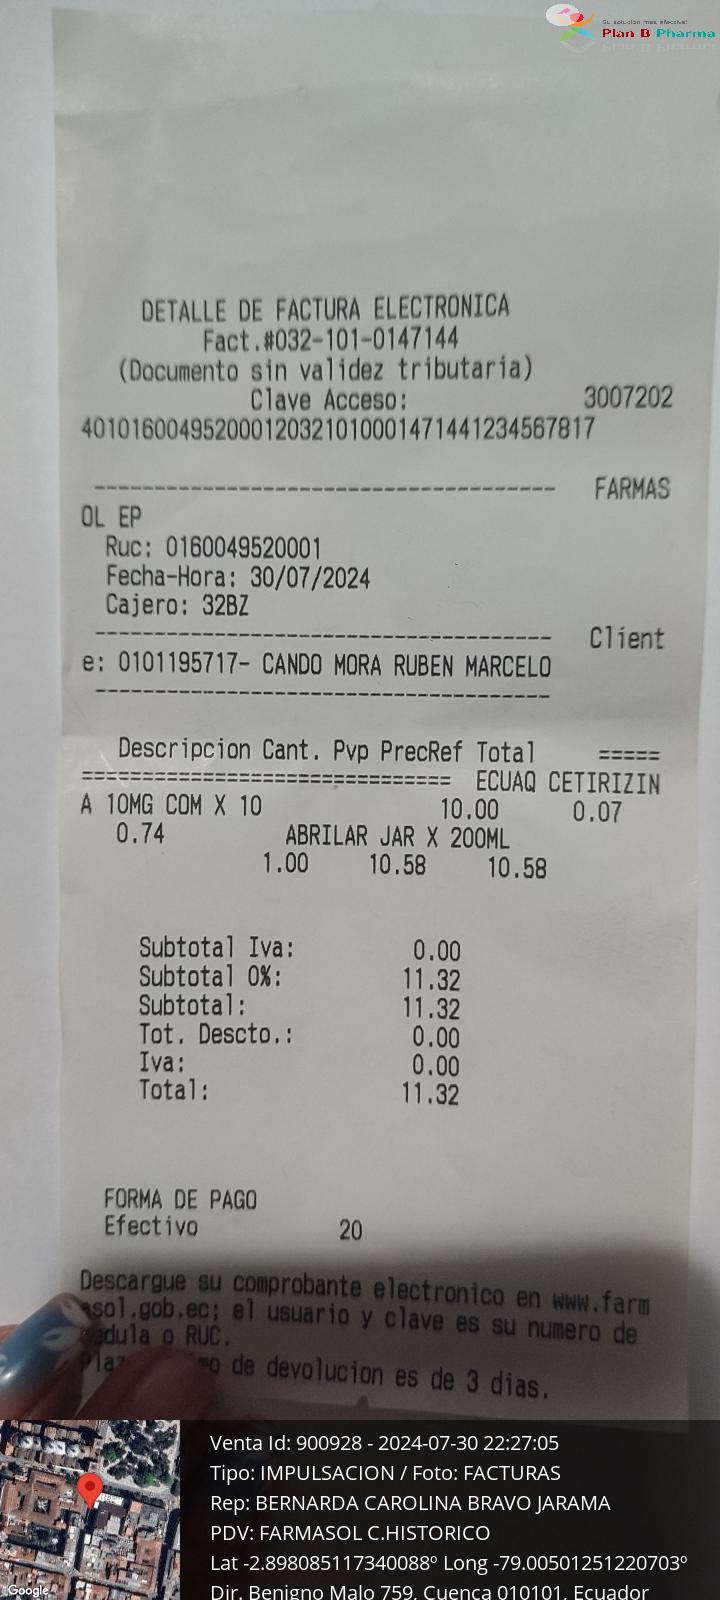 Su solucion mas efectiva!
Plan B Pharma
DETALLE DE FACTURA ELECTRONICA
Fact.#032-101-0147144
(Documento sin validez tributaria)
Clave Acceso: 3007202
401016004952000120321010001471441234567817
-------------------------------------- FARMAS
OL EP
Ruc: 0160049520001
Fecha-Hora: 30/07/2024
Cajero: 32BZ
-------------------------------------- Client
e: 0101195717- CANDO MORA RUBEN MARCELO
--------------------------------------
Descripcion Cant. Pvp PrecRef Total =====
=============================== ECUAQ CETIRIZIN
A 10MG COM X 10 10.00 0.07
0.74 ABRILAR JAR X 200ML
1.00 10.58 10.58
Subtotal Iva: 0.00
Subtotal 0%: 11.32
Subtotal: 11.32
Tot. Descto.: 0.00
Iva: 0.00
Total: 11.32
FORMA DE PAGO
Efectivo 20
Descargue su comprobante electronico en www.farm
asol.gob.ec; el usuario y clave es su numero de
edula o RUC.
de devolucion es de 3 dias.
Venta Id: 900928 - 2024-07-30 22:27:05
Tipo: IMPULSACION / Foto: FACTURAS
Rep: BERNARDA CAROLINA BRAVO JARAMA
PDV: FARMASOL C.HISTORICO
Lat -2.898085117340088º Long -79.00501251220703º
Dir. Benigno Malo 759, Cuenca 010101, Ecuador
Google